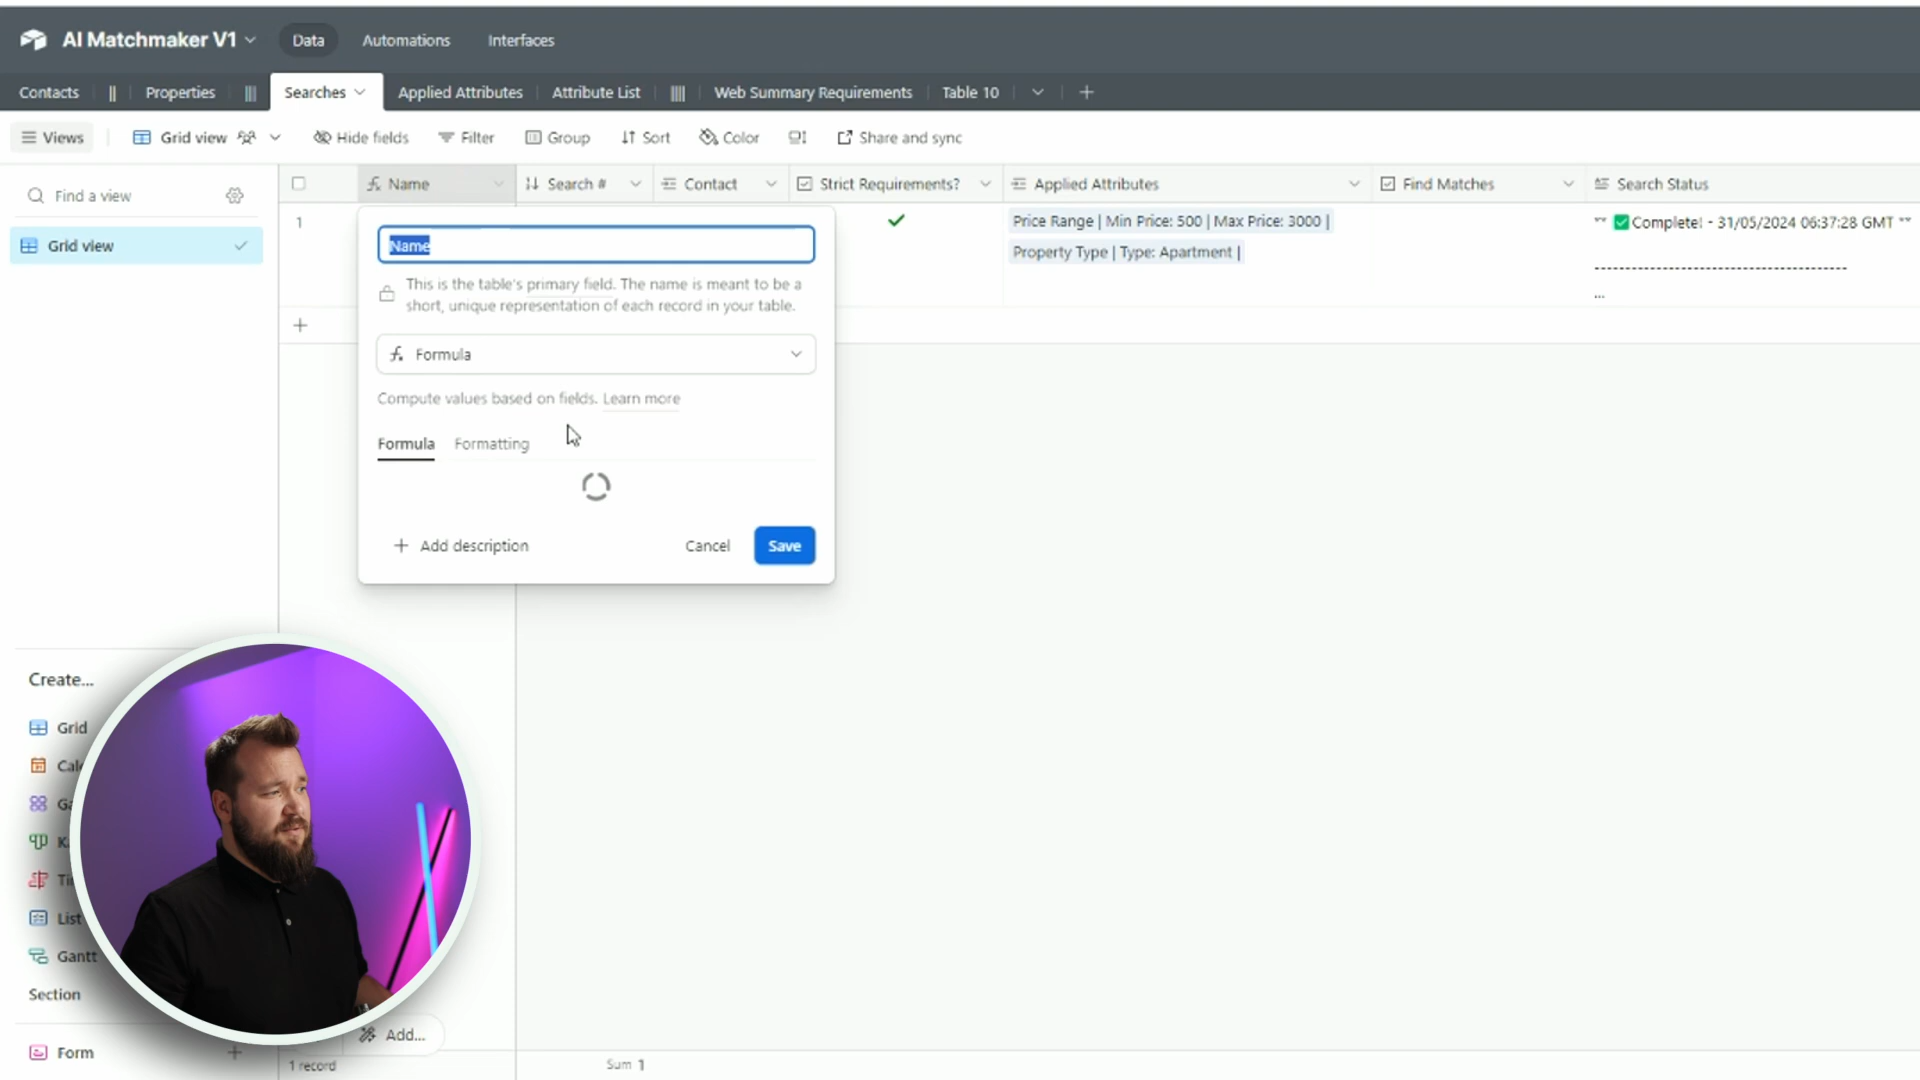 AI Matchmaker V1
Data
Automations
Interfaces
Contacts
Properties
Searches
Applied Attributes
Attribute List
Web Summary Requirements
Table 10
Views
Grid view
Hide fields
Filter
Group
Sort
Color
Share and sync
Find a view
Grid view
Name
Search #
Contact
Strict Requirements?
Applied Attributes
Find Matches
Search Status
1
Price Range | Min Price: 500 | Max Price: 3000 |
Property Type | Type: Apartment |
** ✅Complete! - 31/05/2024 06:37:28 GMT **
------------------------------------------
...
Name
This is the table's primary field. The name is meant to be a
short, unique representation of each record in your table.
Formula
Compute values based on fields. Learn more
Formula
Formatting
+ Add description
Cancel
Save
Create...
Grid
List
Gantt
Section
Form
Add...
1 record
Sum 1